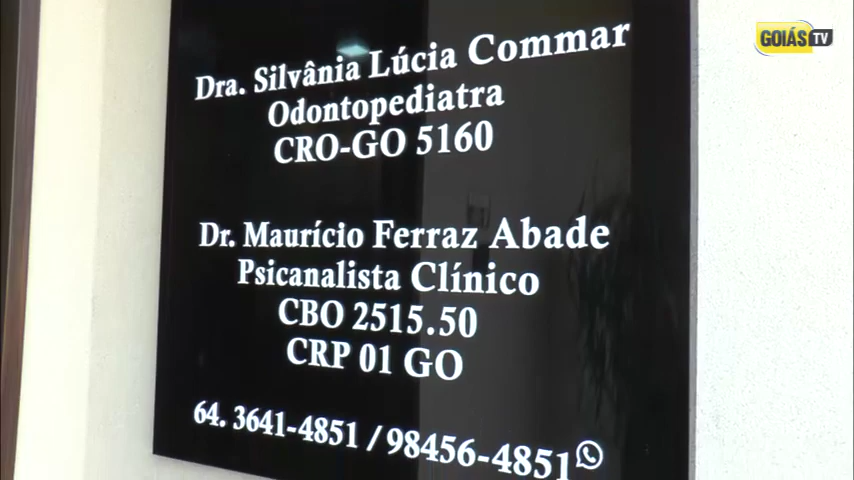 GOIÁS TV
Dra. Silvânia Lúcia Commar
Odontopediatra
CRO-GO 5160
Dr. Maurício Ferraz Abade
Psicanalista Clínico
CBO 2515.50
CRP 01 GO
64. 3641-4851 / 98456-4851